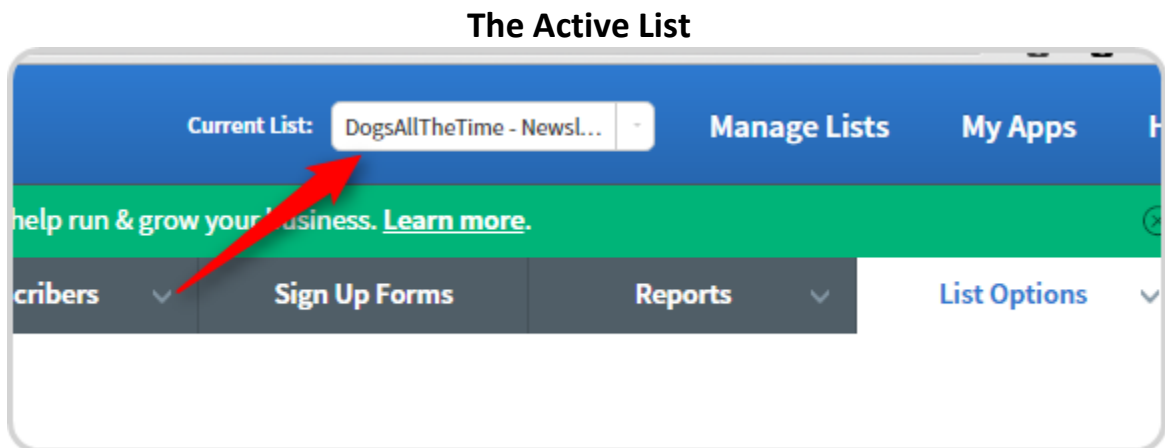 The Active List
Current List: DogsAllTheTime - Newsl... Manage Lists My Apps H
help run & grow your business. Learn more.
cribers Sign Up Forms Reports List Options